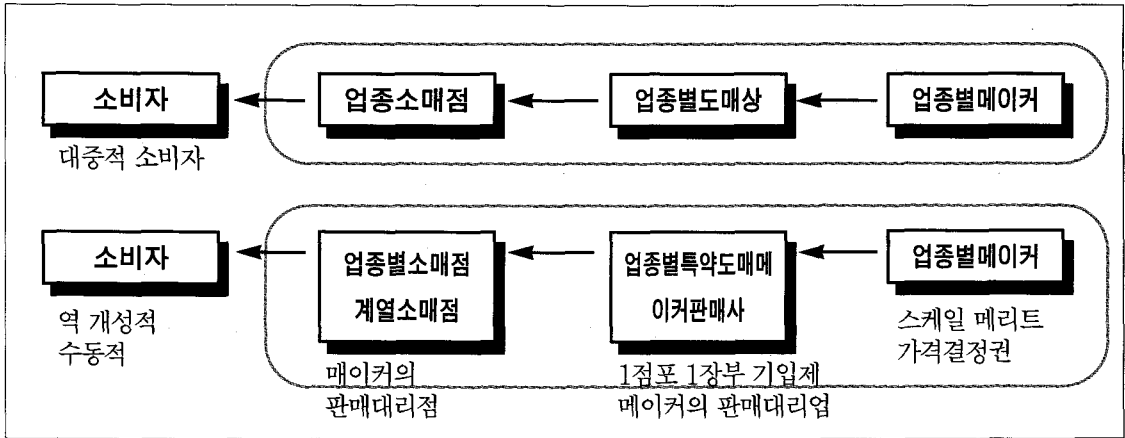 소비자
업종소매점
업종별도매상
업종별메이커
대중적 소비자
소비자
업종별소매점
계열소매점
업종별특약도매메
이커판매사
업종별메이커
역 개성적
수동적
매이커의
판매대리점
1점포 1장부 기입제
메이커의 판매대리업
스케일 메리트
가격결정권